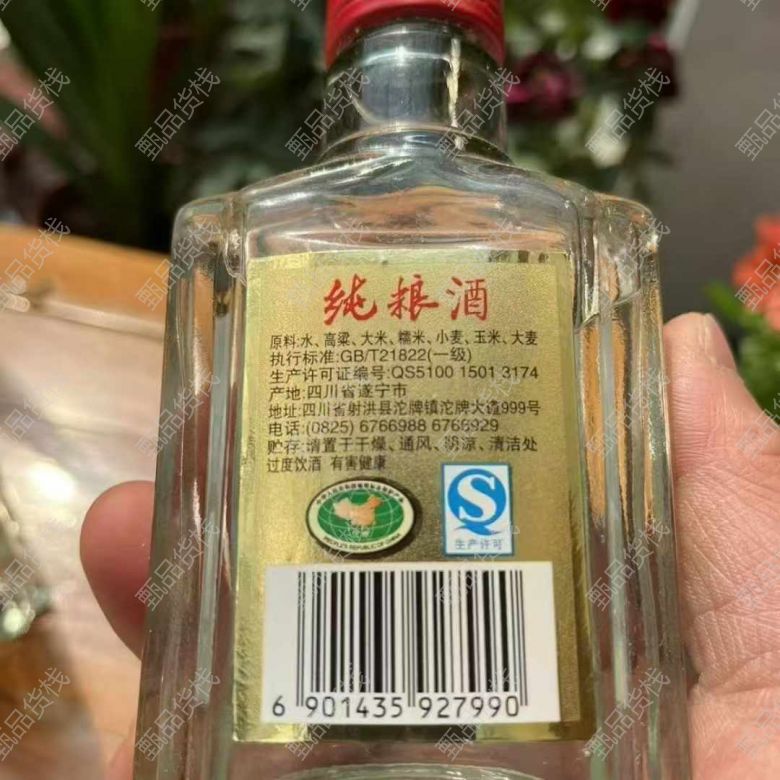 纯粮酒
原料:水、高粱、大米、糯米、小麦、玉米、大麦
执行标准:GB/T21822(一级)
生产许可证编号:QS5100 1501 3174
产地:四川省遂宁市
地址:四川省射洪县沱牌镇沱牌大道999号
电话:(0825) 6766988 6766929
贮存:请置于干燥、通风、阴凉、清洁处
过度饮酒 有害健康
PEOPLE'S REPUBLIC OF CHINA
生产许可
6 901435 927990
甄品货栈